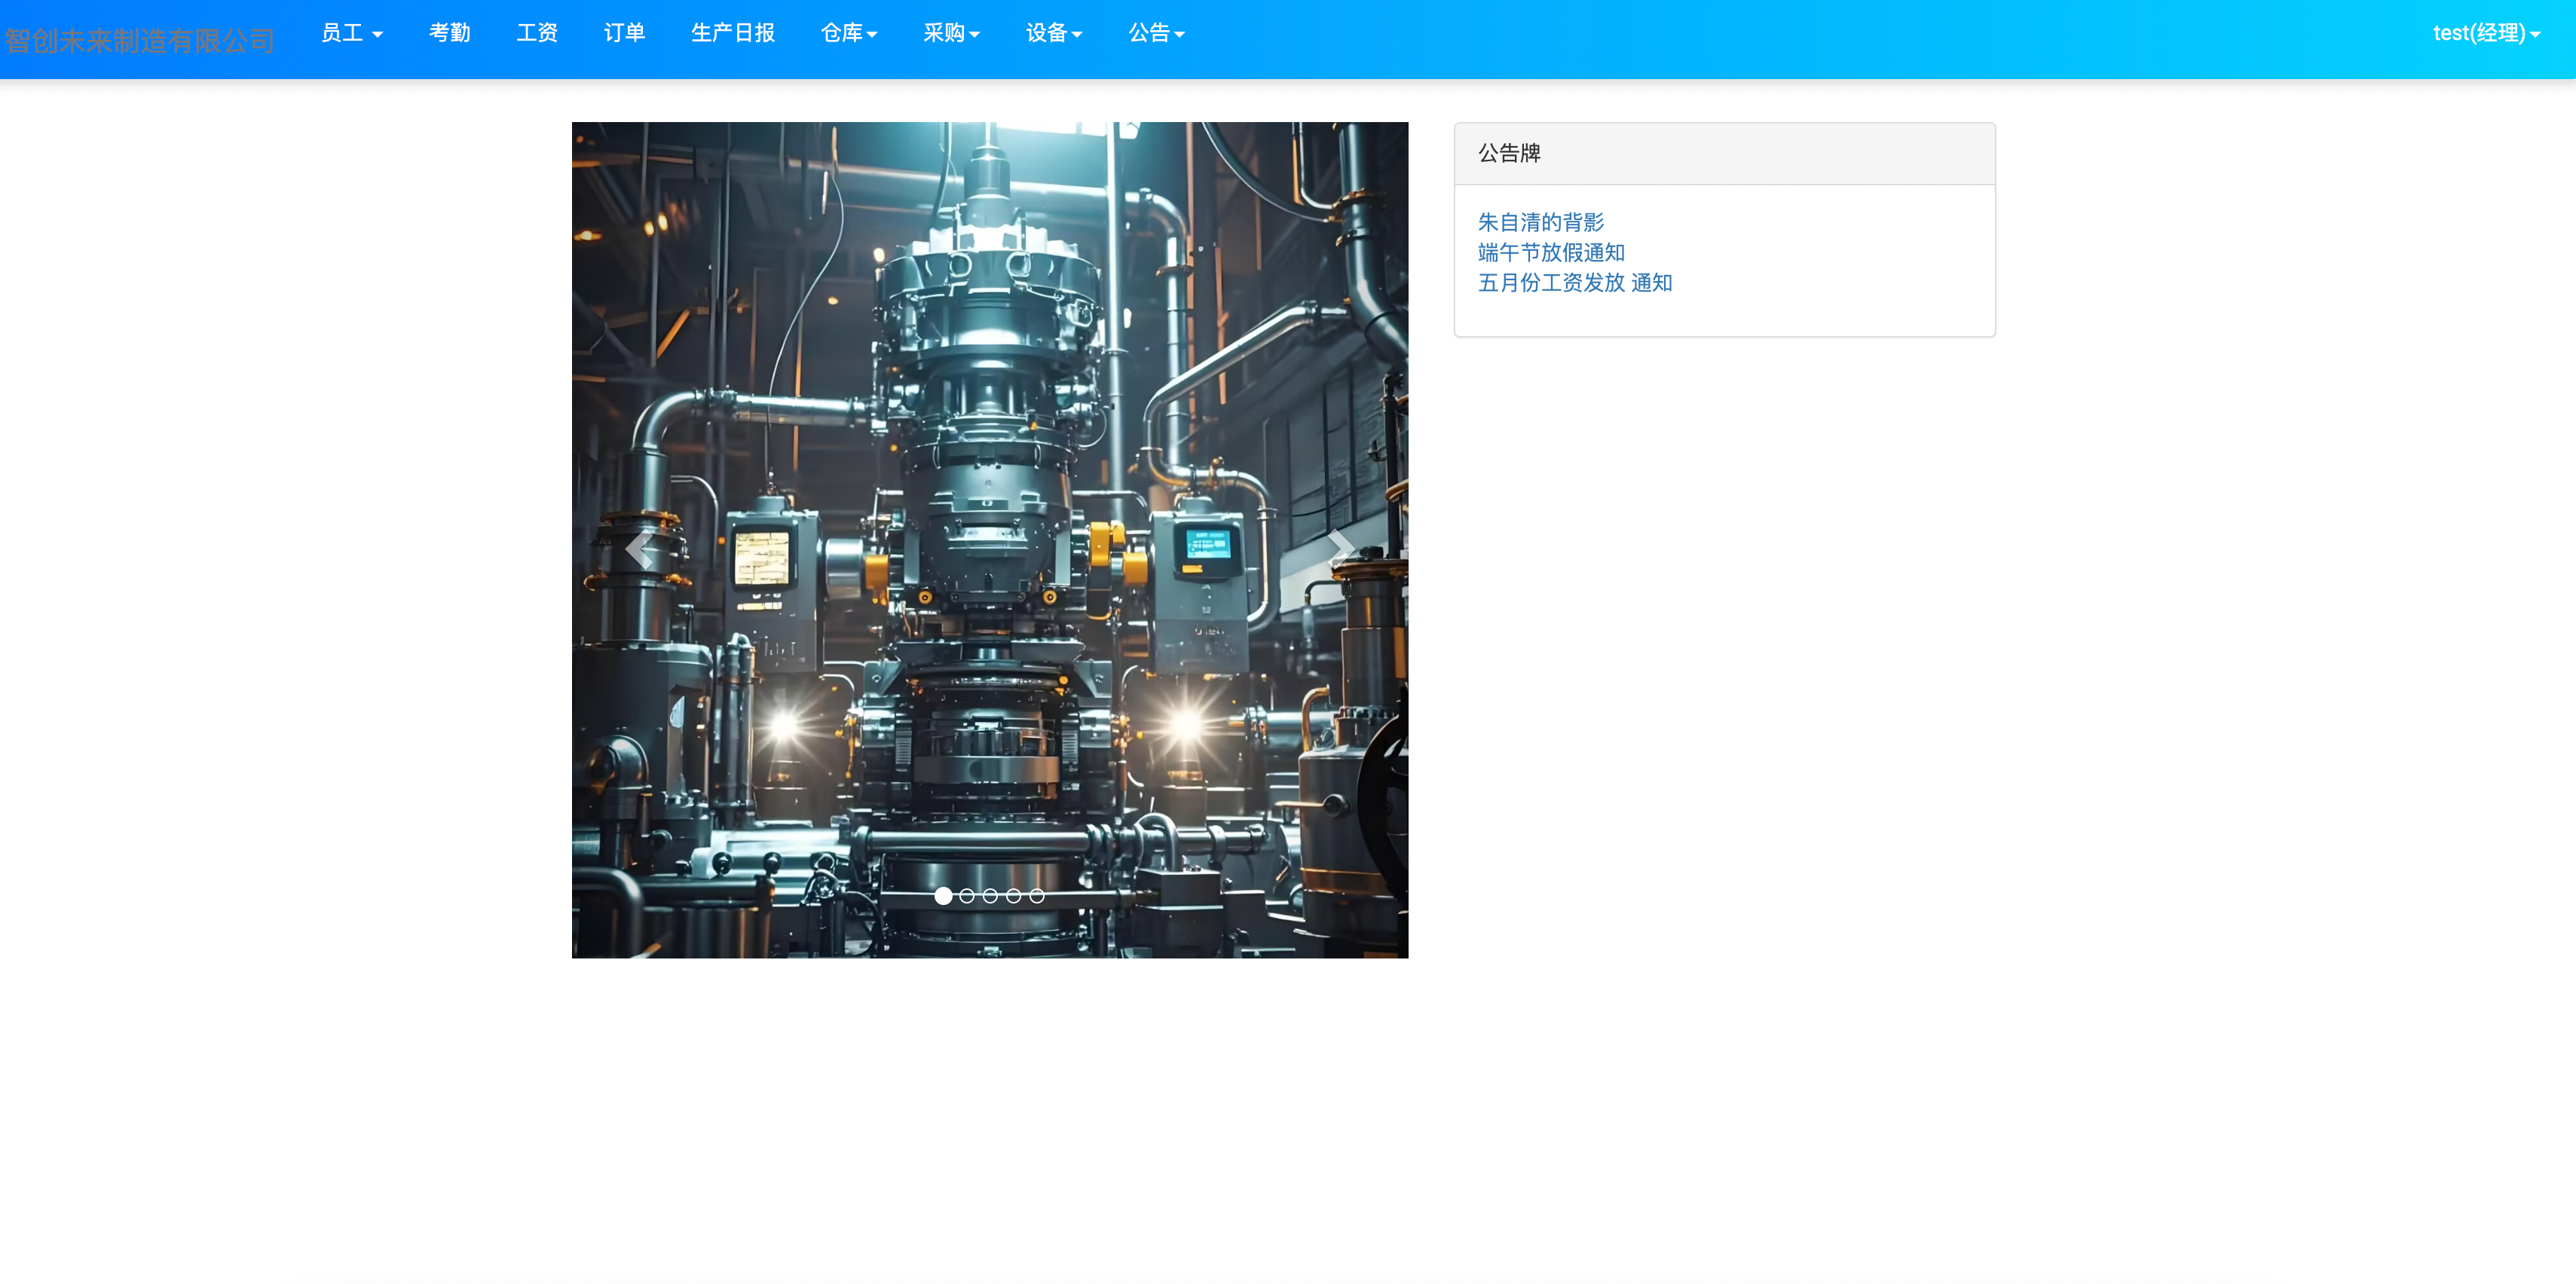 智创未来制造有限公司
员工 考勤 工资 订单 生产日报 仓库 采购 设备 公告 test(经理)
公告牌
朱自清的背影
端午节放假通知
五月份工资发放 通知